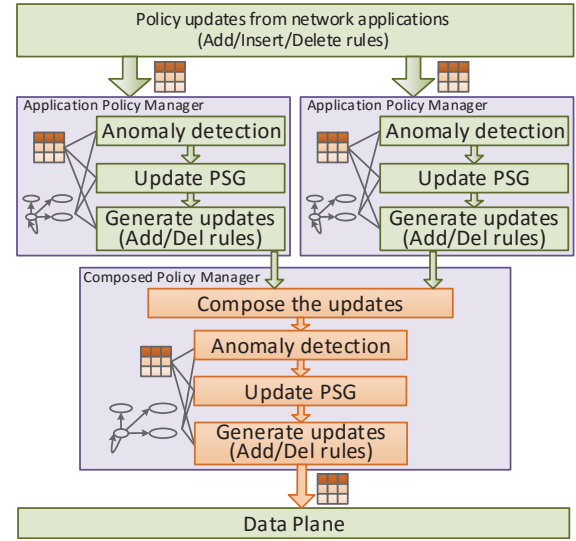 Policy updates from network applications
(Add/Insert/Delete rules)
Application Policy Manager
Anomaly detection
Update PSG
Generate updates
(Add/Del rules)
Application Policy Manager
Anomaly detection
Update PSG
Generate updates
(Add/Del rules)
Composed Policy Manager
Compose the updates
Anomaly detection
Update PSG
Generate updates
(Add/Del rules)
Data Plane